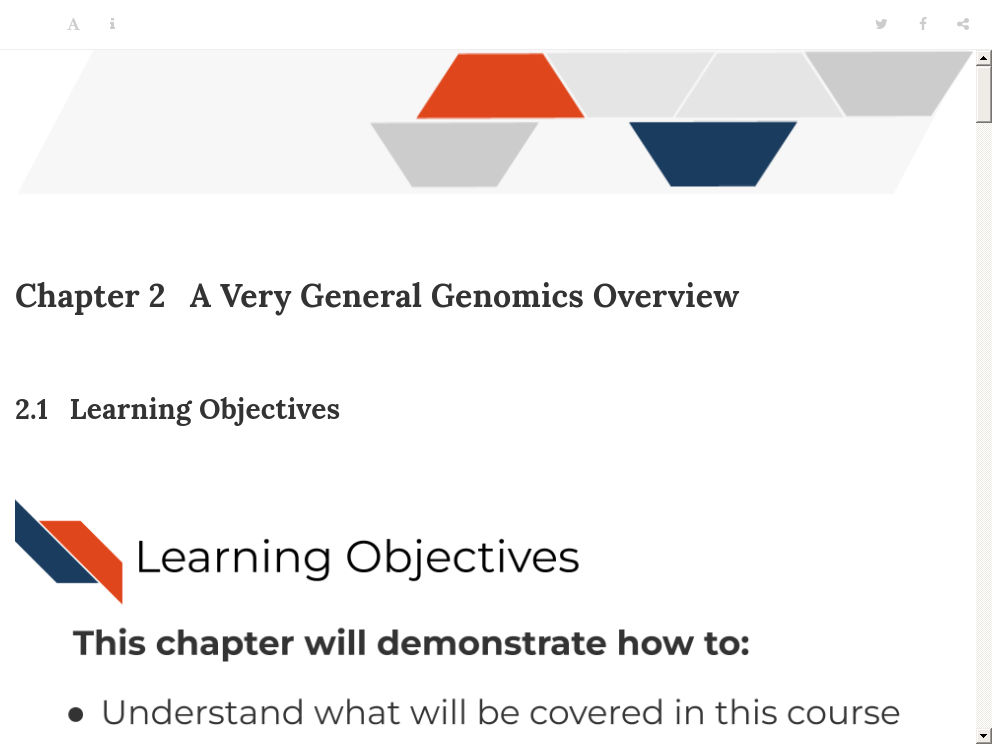 A i
Chapter 2 A Very General Genomics Overview
2.1 Learning Objectives
Learning Objectives
This chapter will demonstrate how to:
● Understand what will be covered in this course